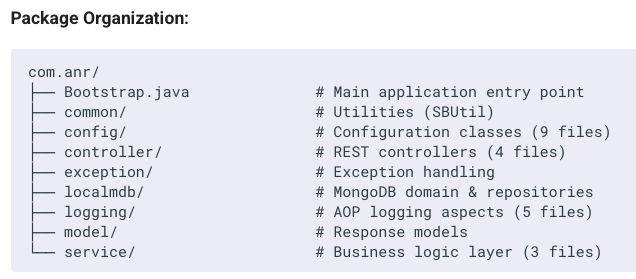 Package Organization:
com.anr/
├── Bootstrap.java              # Main application entry point
├── common/                     # Utilities (SBUtil)
├── config/                     # Configuration classes (9 files)
├── controller/                 # REST controllers (4 files)
├── exception/                  # Exception handling
├── localmdb/                   # MongoDB domain & repositories
├── logging/                    # AOP logging aspects (5 files)
├── model/                      # Response models
└── service/                    # Business logic layer (3 files)